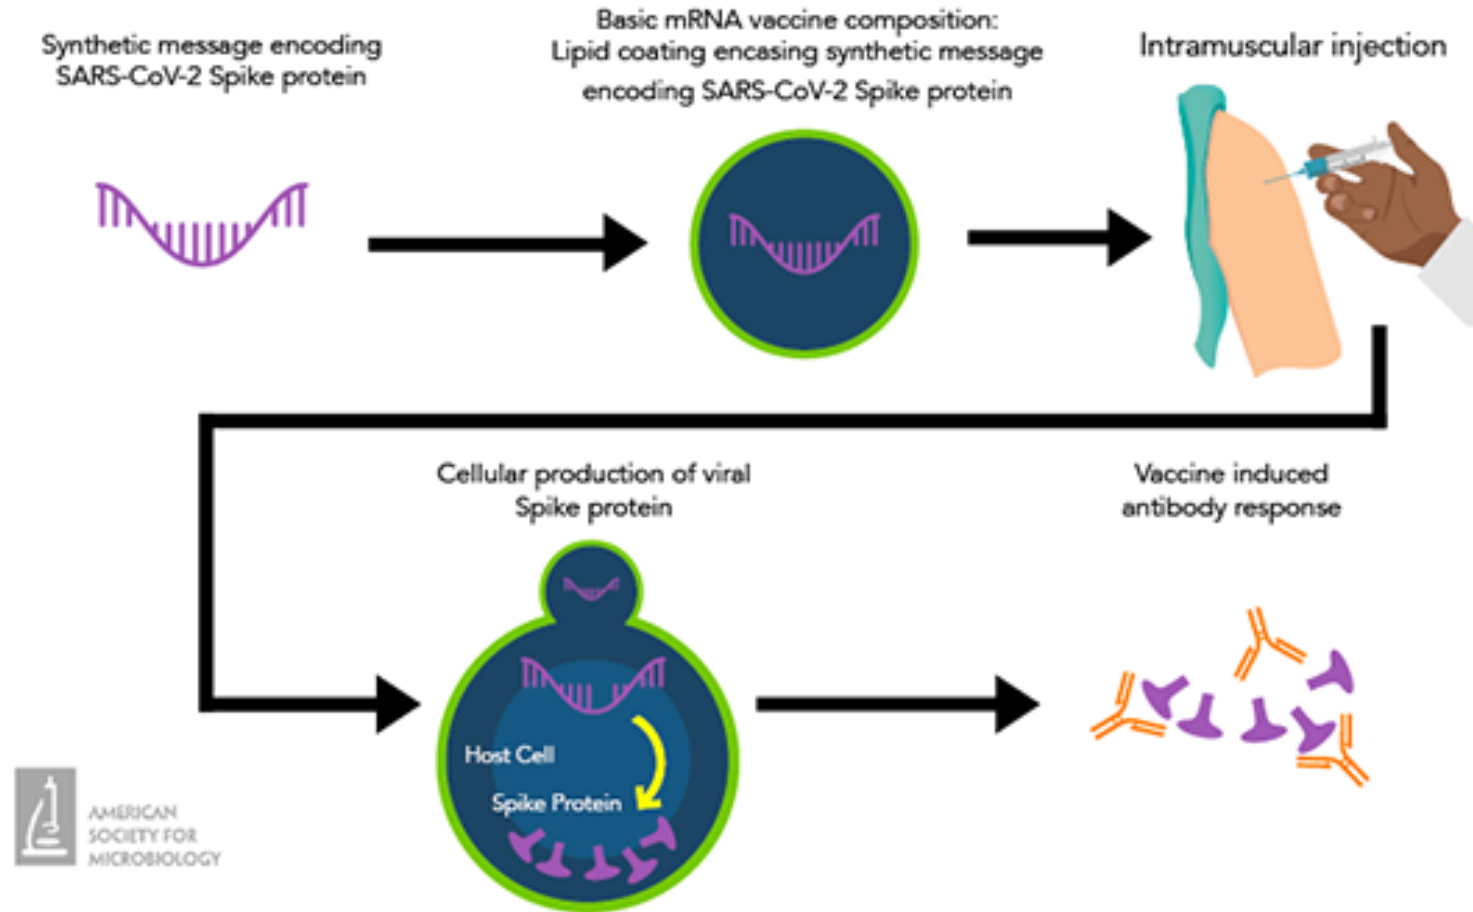 Synthetic message encoding
SARS-CoV-2 Spike protein
Basic mRNA vaccine composition:
Lipid coating encasing synthetic message
encoding SARS-CoV-2 Spike protein
Intramuscular injection
Cellular production of viral
Spike protein
Host Cell
Spike Protein
Vaccine induced
antibody response
AMERICAN
SOCIETY FOR
MICROBIOLOGY